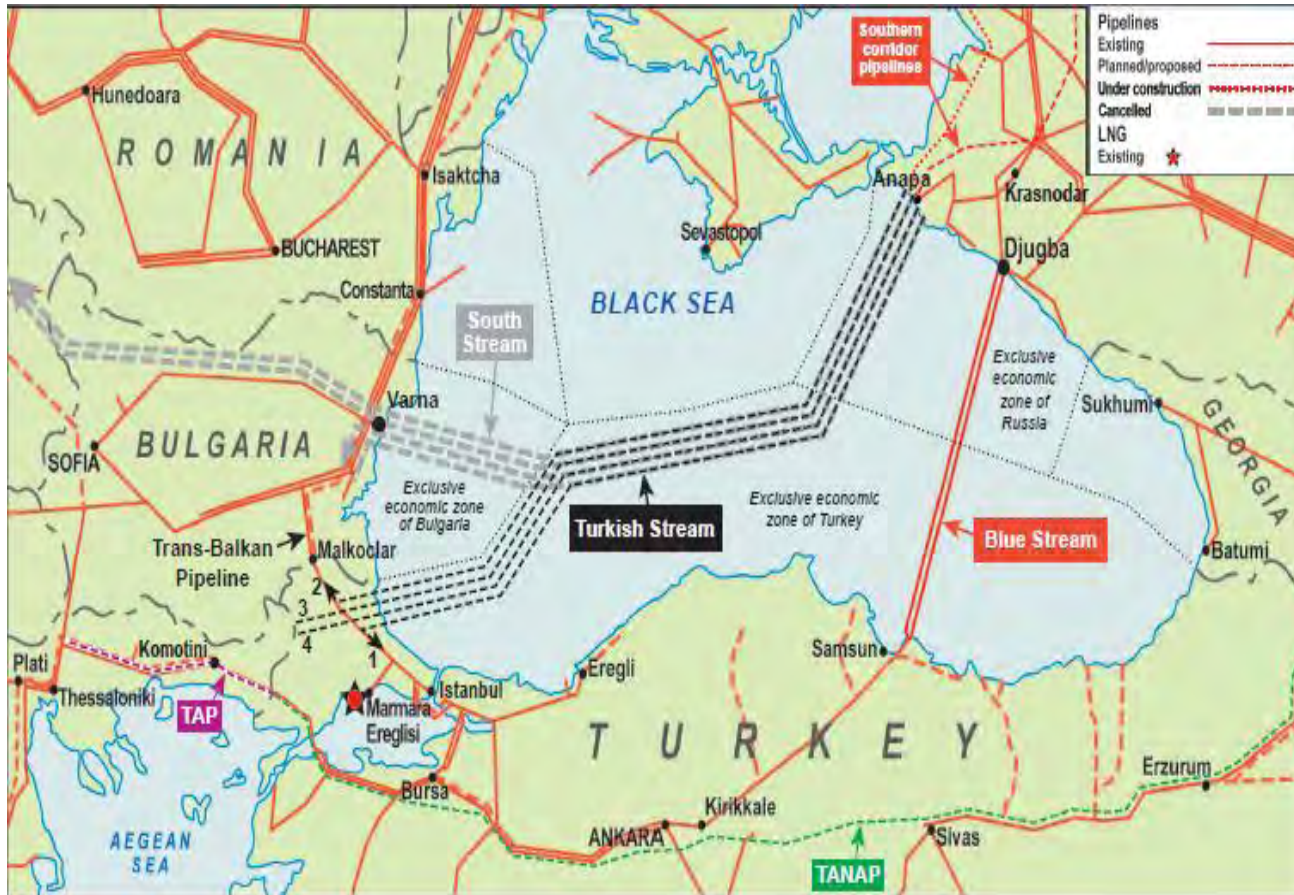 Pipelines
Existing
Planned/proposed
Under construction
Cancelled
LNG
Existing
Southern
corridor
pipelines
Hunedoara
ROMANIA
Isaktcha
Anapa
Krasnodar
BUCHAREST
Sevastopol
Djugba
Constanta
BLACK SEA
South
Stream
Exclusive
economic
zone of
Russia
Varna
Sukhumi
GEORGIA
BULGARIA
SOFIA
Exclusive
economic zone
of Bulgaria
Exclusive economic
zone of Turkey
Turkish Stream
Blue Stream
Trans-Balkan
Pipeline
Malkoclar
Batumi
2
3
4
1
Komotini
Plati
Thessaloniki
TAP
Samsun
Eregli
Istanbul
Marmara
Ereglisi
TURKEY
Bursa
Erzurum
Kirikkale
ANKARA
Sivas
AEGEAN
SEA
TANAP